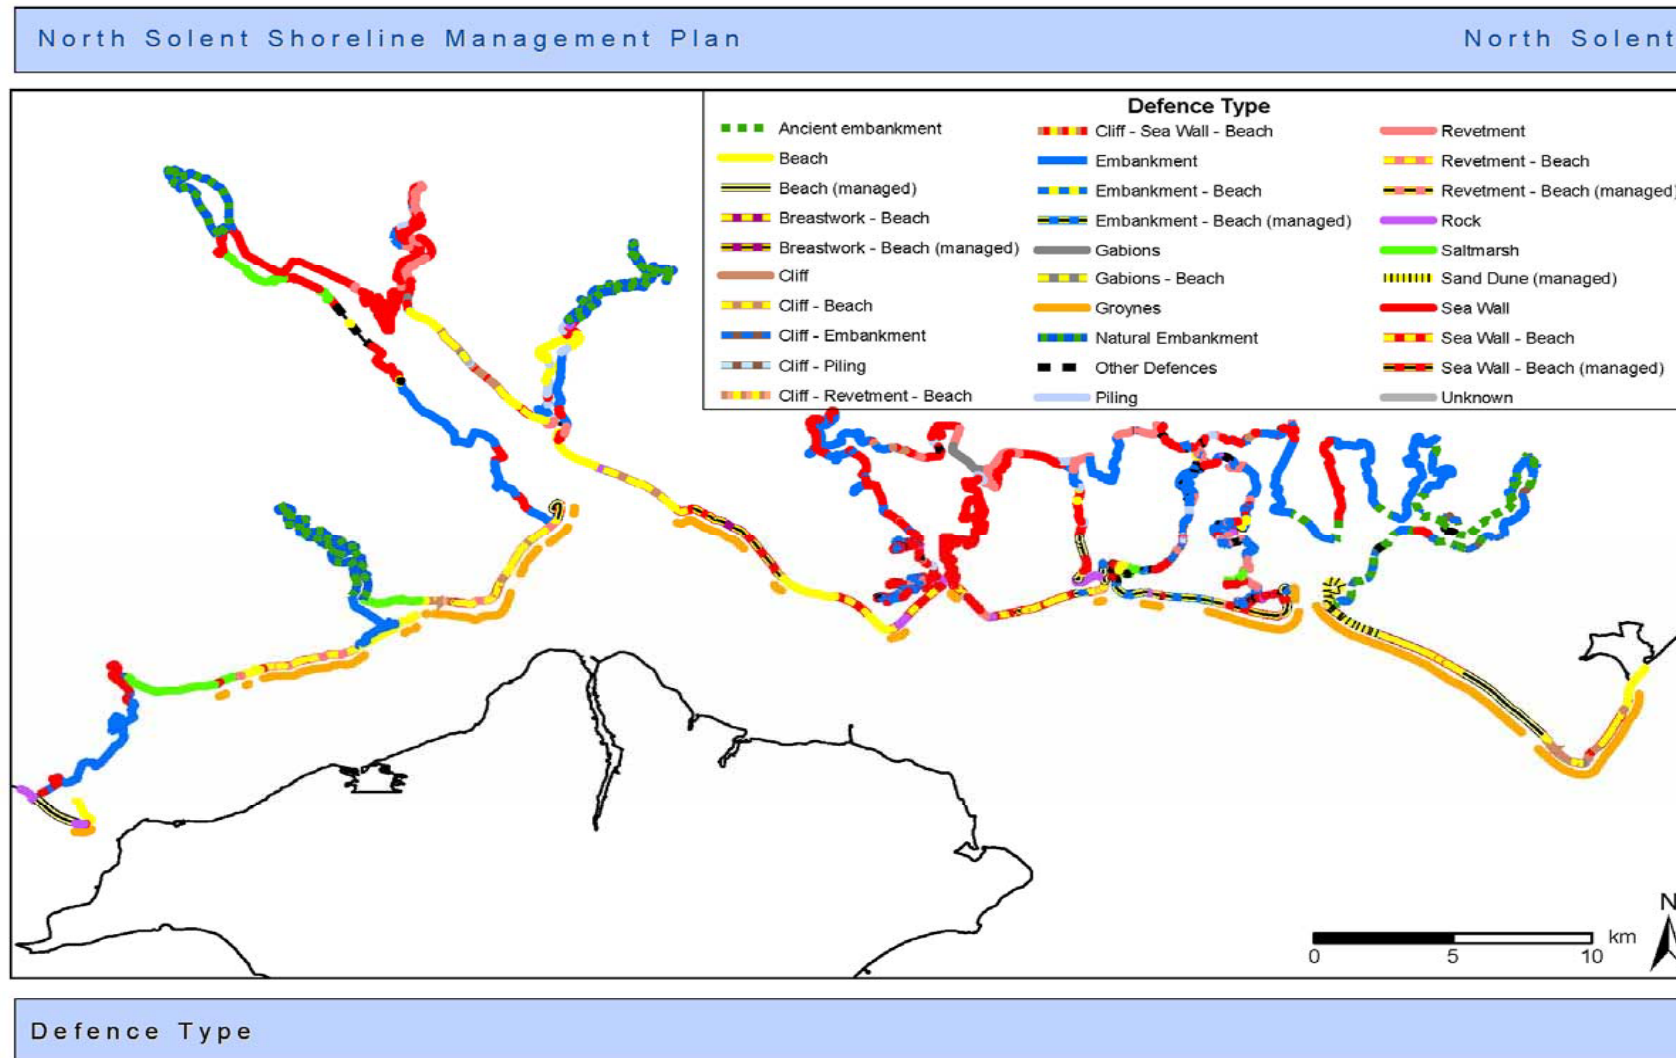 North Solent Shoreline Management Plan
North Solent
Defence Type
Ancient embankment
Beach
Beach (managed)
Breastwork - Beach
Breastwork - Beach (managed)
Cliff
Cliff - Beach
Cliff - Embankment
Cliff - Piling
Cliff - Revetment - Beach
Cliff - Sea Wall - Beach
Embankment
Embankment - Beach
Embankment - Beach (managed)
Gabions
Gabions - Beach
Groynes
Natural Embankment
Other Defences
Piling
Revetment
Revetment - Beach
Revetment - Beach (managed)
Rock
Saltmarsh
Sand Dune (managed)
Sea Wall
Sea Wall - Beach
Sea Wall - Beach (managed)
Unknown
N
km
0 5 10
Defence Type